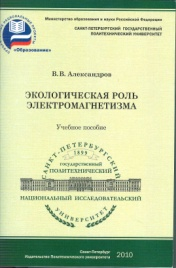 Министерство образования и науки Российской Федерации
САНКТ-ПЕТЕРБУРГСКИЙ ГОСУДАРСТВЕННЫЙ
ПОЛИТЕХНИЧЕСКИЙ УНИВЕРСИТЕТ
«Образование»
В.В. Александров
ЭКОЛОГИЧЕСКАЯ РОЛЬ
ЭЛЕКТРОМАГНЕТИЗМА
Учебное пособие
САНКТ-ПЕТЕРБУРГСКИЙ
1899
государственный
ПОЛИТЕХНИЧЕСКИЙ
НАЦИОНАЛЬНЫЙ ИССЛЕДОВАТЕЛЬСКИЙ
УНИВЕРСИТЕТ
Санкт-Петербург
Издательство Политехнического университета
2010